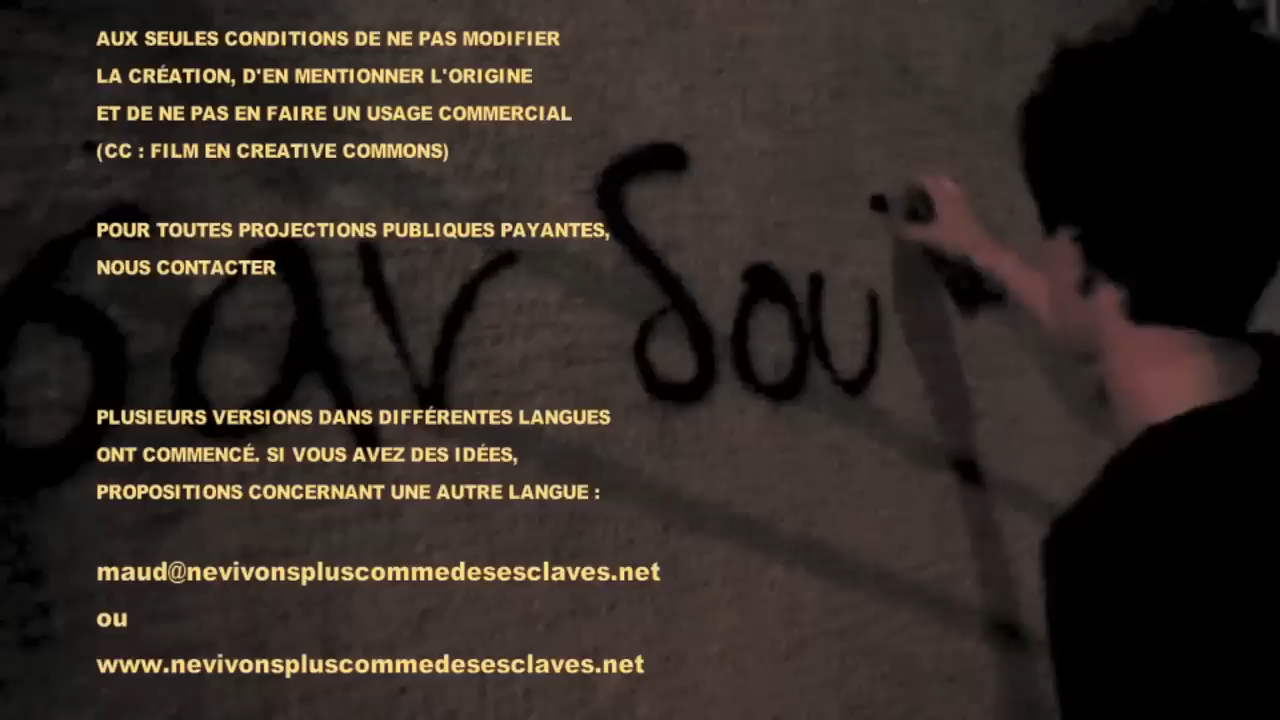 AUX SEULES CONDITIONS DE NE PAS MODIFIER
LA CRÉATION, D'EN MENTIONNER L'ORIGINE
ET DE NE PAS EN FAIRE UN USAGE COMMERCIAL
(CC : FILM EN CREATIVE COMMONS)
POUR TOUTES PROJECTIONS PUBLIQUES PAYANTES,
NOUS CONTACTER
PLUSIEURS VERSIONS DANS DIFFÉRENTES LANGUES
ONT COMMENCÉ. SI VOUS AVEZ DES IDÉES,
PROPOSITIONS CONCERNANT UNE AUTRE LANGUE :
maud@nevivonspluscommedesesclaves.net
ou
www.nevivonspluscommedesesclaves.net